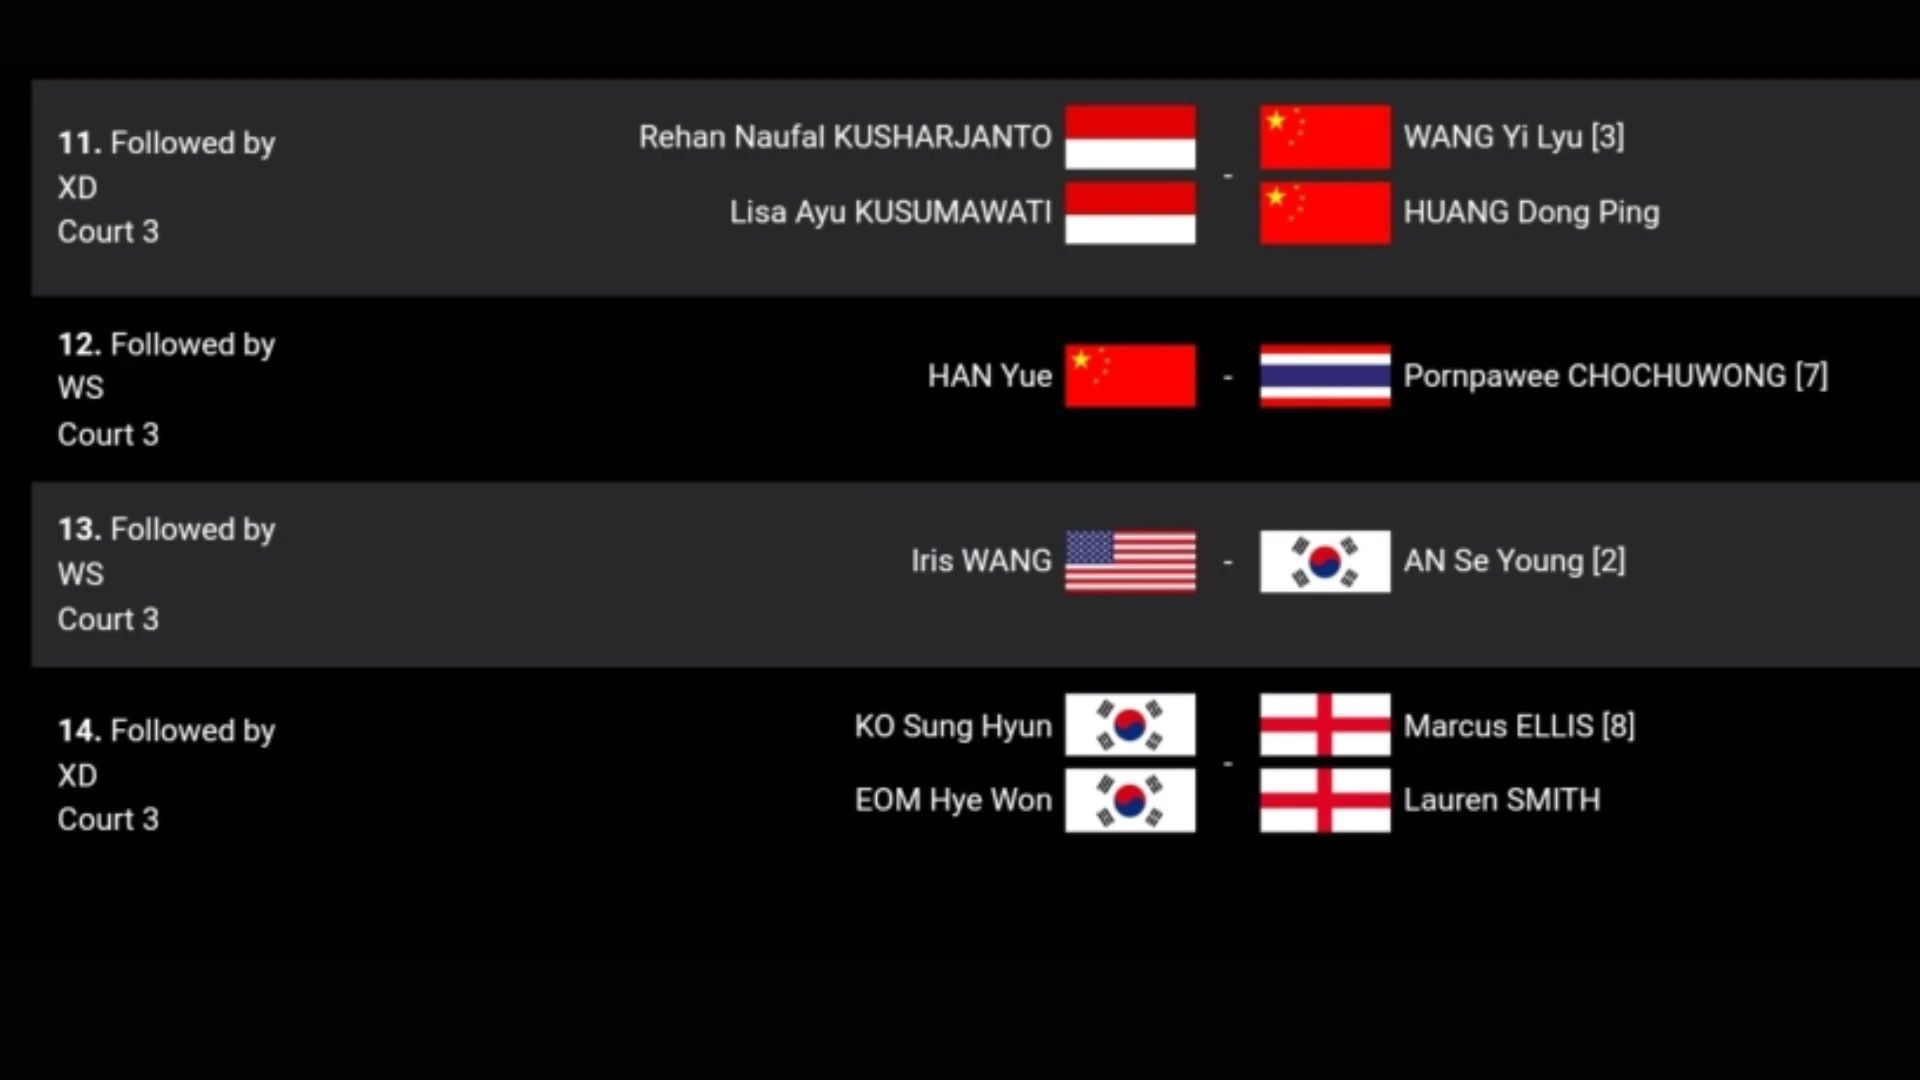 11. Followed by
XD
Court 3
Rehan Naufal KUSHARJANTO - WANG Yi Lyu [3]
Lisa Ayu KUSUMAWATI HUANG Dong Ping
12. Followed by
WS
Court 3
HAN Yue - Pornpawee CHOCHUWONG [7]
13. Followed by
WS
Court 3
Iris WANG - AN Se Young [2]
14. Followed by
XD
Court 3
KO Sung Hyun - Marcus ELLIS [8]
EOM Hye Won Lauren SMITH